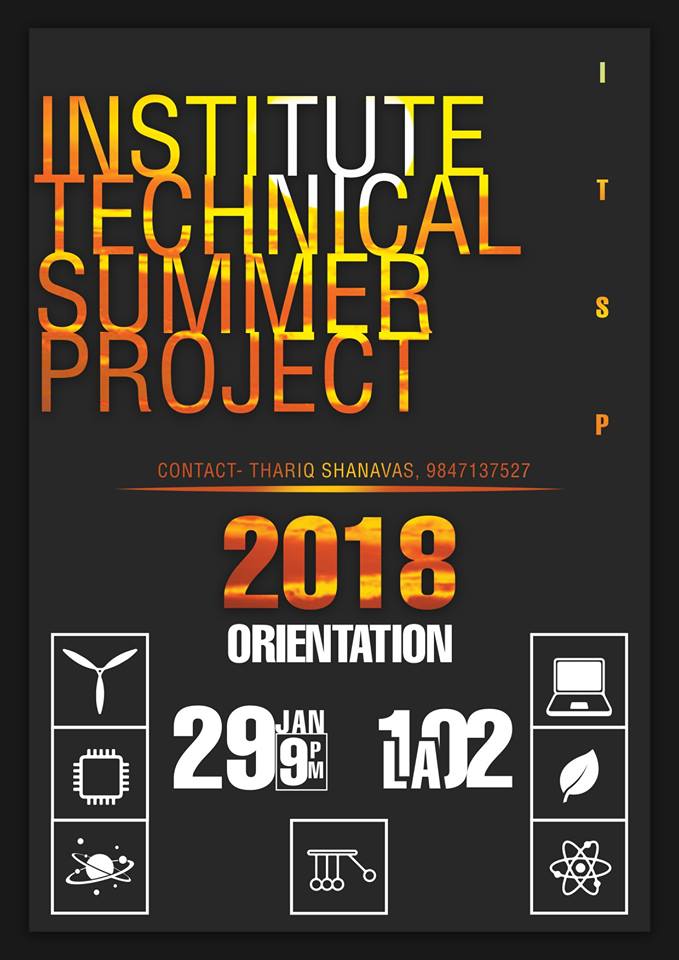 INSTITUTE
TECHNICAL
SUMMER
PROJECT
I
T
S
P
CONTACT- THARIQ SHANAVAS, 9847137527
2018
ORIENTATION
29 JAN
9 PM
LA 102